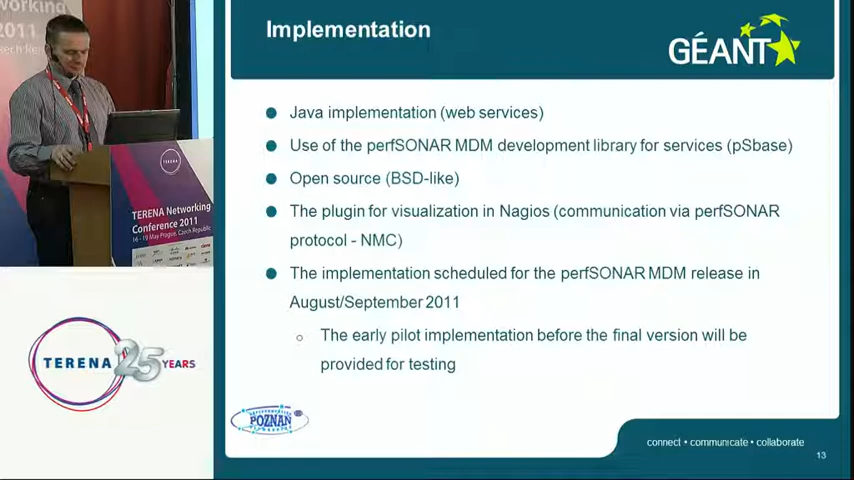 Implementation
GÉANT
Java implementation (web services)
Use of the perfSONAR MDM development library for services (pSbase)
Open source (BSD-like)
The plugin for visualization in Nagios (communication via perfSONAR
protocol - NMC)
The implementation scheduled for the perfSONAR MDM release in
August/September 2011
The early pilot implementation before the final version will be
provided for testing
POZNAŃ
connect • communicate • collaborate
13
working
2011
TERENA
TERENA Networking
Conference 2011
16 - 19 May Prague, Czech Republic
TERENA 25 YEARS